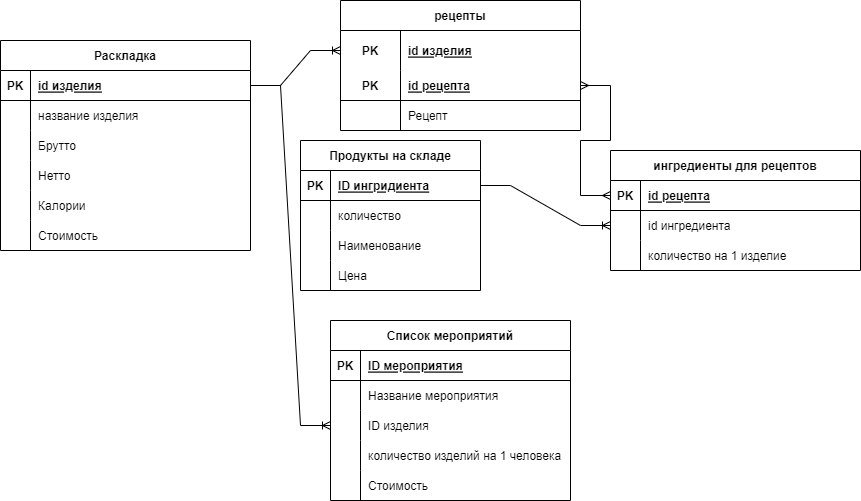 рецепты
PK id изделия
PK id рецепта
Рецепт
Раскладка
PK id изделия
название изделия
Брутто
Нетто
Калории
Стоимость
Продукты на складе
PK ID ингридиента
количество
Наименование
Цена
ингредиенты для рецептов
PK id рецепта
id ингредиента
количество на 1 изделие
Список мероприятий
PK ID мероприятия
Название мероприятия
ID изделия
количество изделий на 1 человека
Стоимость